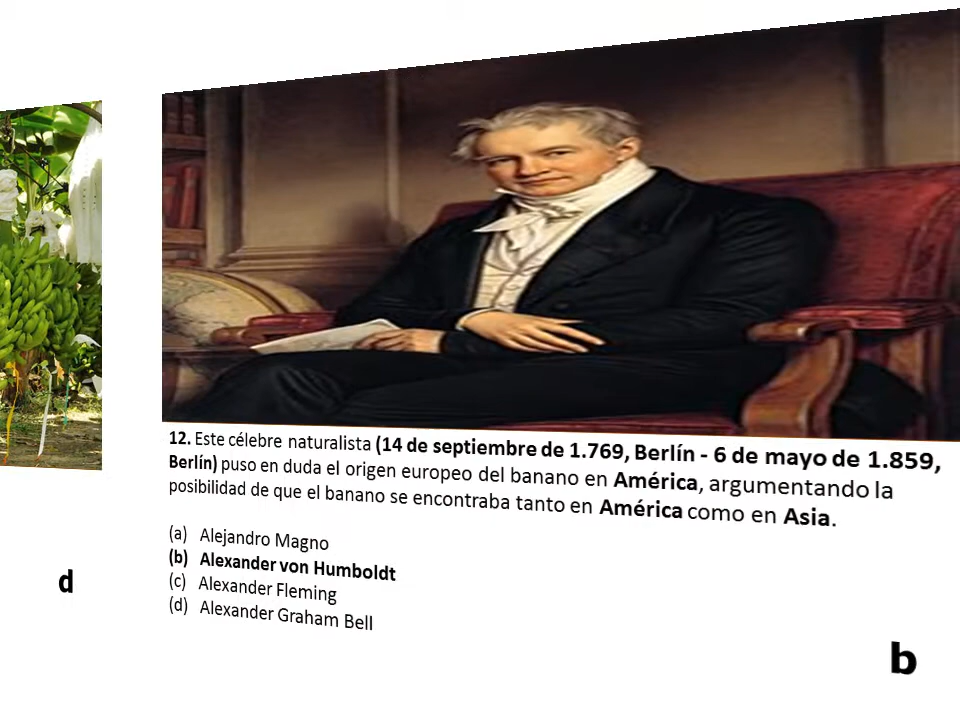 12. Este célebre naturalista (14 de septiembre de 1.769, Berlín - 6 de mayo de 1.859,
Berlín) puso en duda el origen europeo del banano en América, argumentando la
posibilidad de que el banano se encontraba tanto en América como en Asia.
(a) Alejandro Magno
(b) Alexander von Humboldt
(c) Alexander Fleming
(d) Alexander Graham Bell
d
b